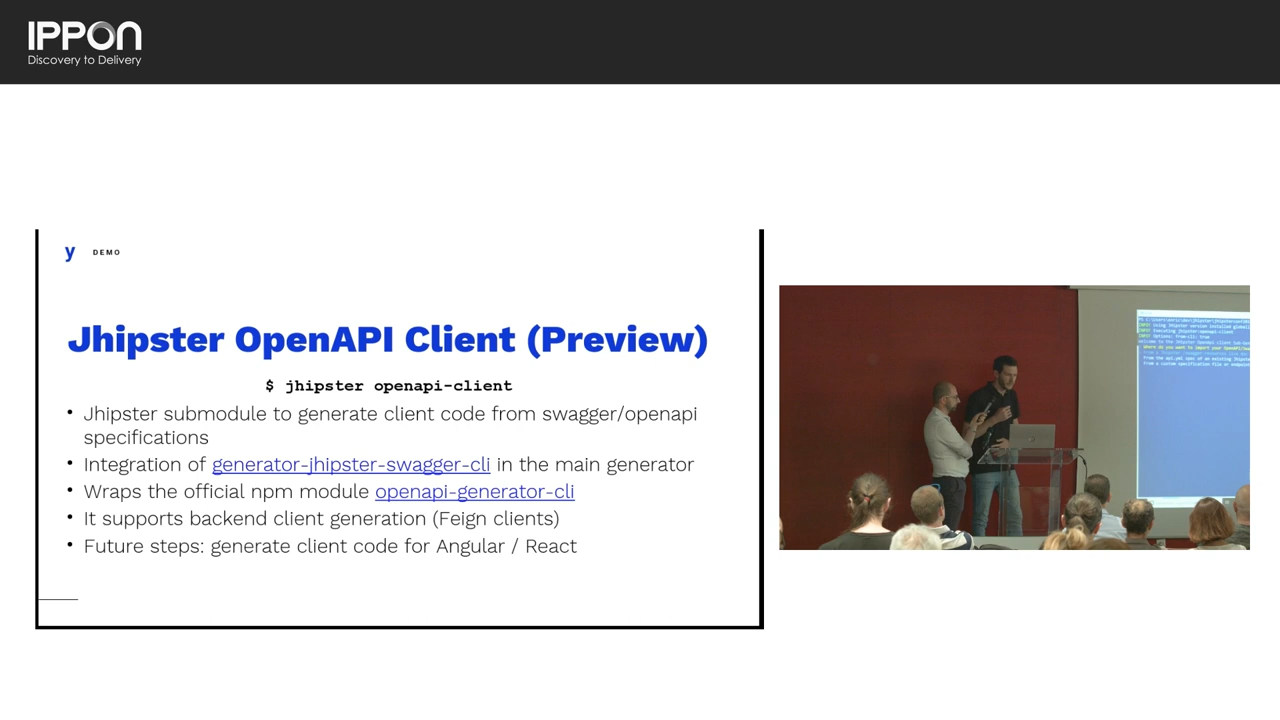 IPPON
Discovery to Delivery
y DEMO
Jhipster OpenAPI Client (Preview)
$ jhipster openapi-client
• Jhipster submodule to generate client code from swagger/openapi
specifications
• Integration of generator-jhipster-swagger-cli in the main generator
• Wraps the official npm module openapi-generator-cli
• It supports backend client generation (Feign clients)
• Future steps: generate client code for Angular / React